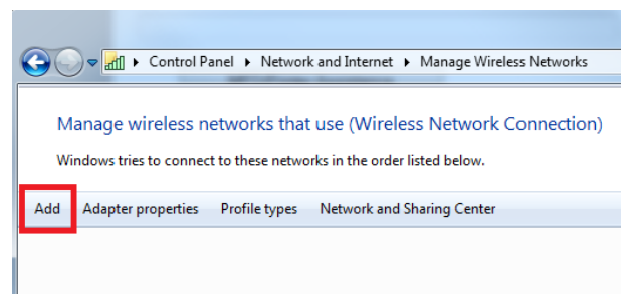 Control Panel Network and Internet Manage Wireless Networks
Manage wireless networks that use (Wireless Network Connection)
Windows tries to connect to these networks in the order listed below.
Add Adapter properties Profile types Network and Sharing Center